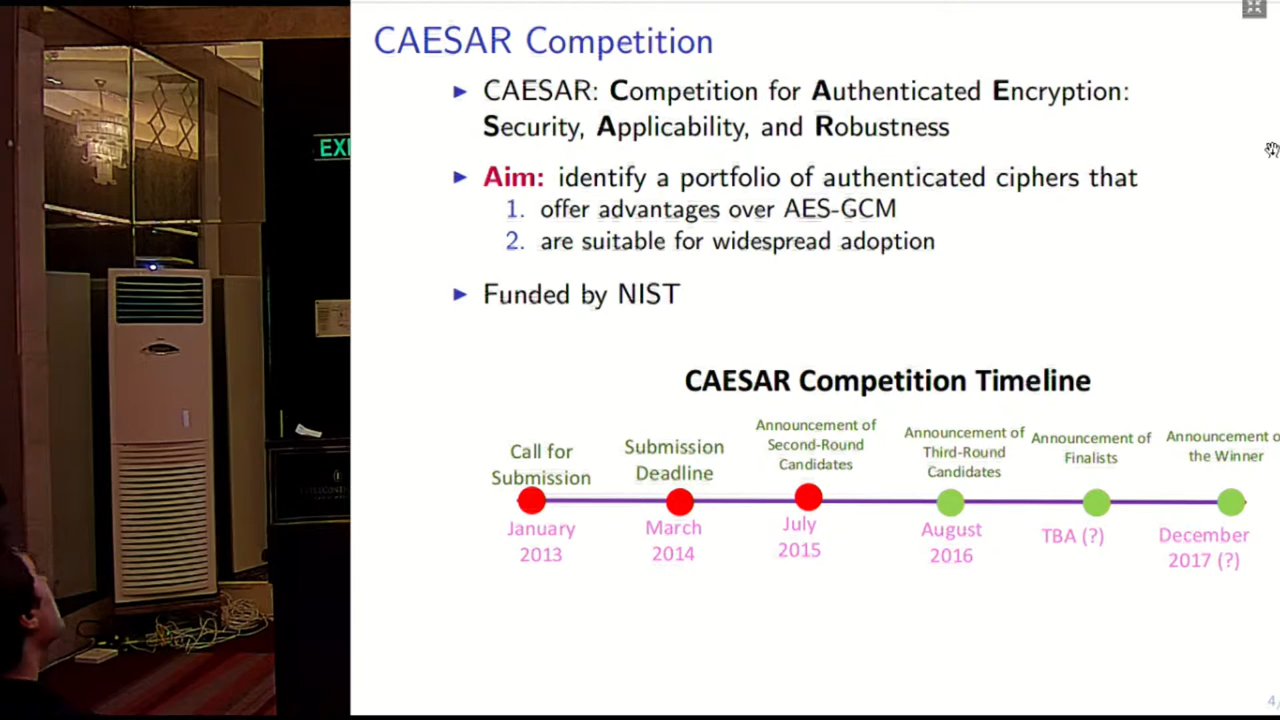 CAESAR Competition
► CAESAR: Competition for Authenticated Encryption:
Security, Applicability, and Robustness
► Aim: identify a portfolio of authenticated ciphers that
1. offer advantages over AES-GCM
2. are suitable for widespread adoption
► Funded by NIST
CAESAR Competition Timeline
Call for
Submission
Submission
Deadline
Announcement of
Second-Round
Candidates
Announcement of
Third-Round
Candidates
Announcement of
Finalists
Announcement o
the Winner
January
2013
March
2014
July
2015
August
2016
TBA (?)
December
2017 (?)
4/
EXI